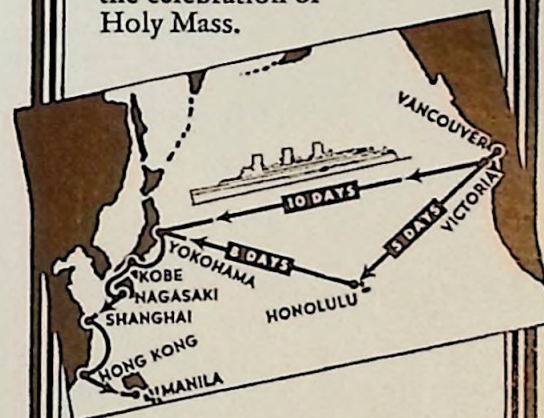 Holy Mass.
VANCOUVER
VICTORIA
10 DAYS
5 DAYS
8 DAYS
YOKOHAMA
KOBE
NAGASAKI
SHANGHAI
HONOLULU
HONG KONG
MANILA